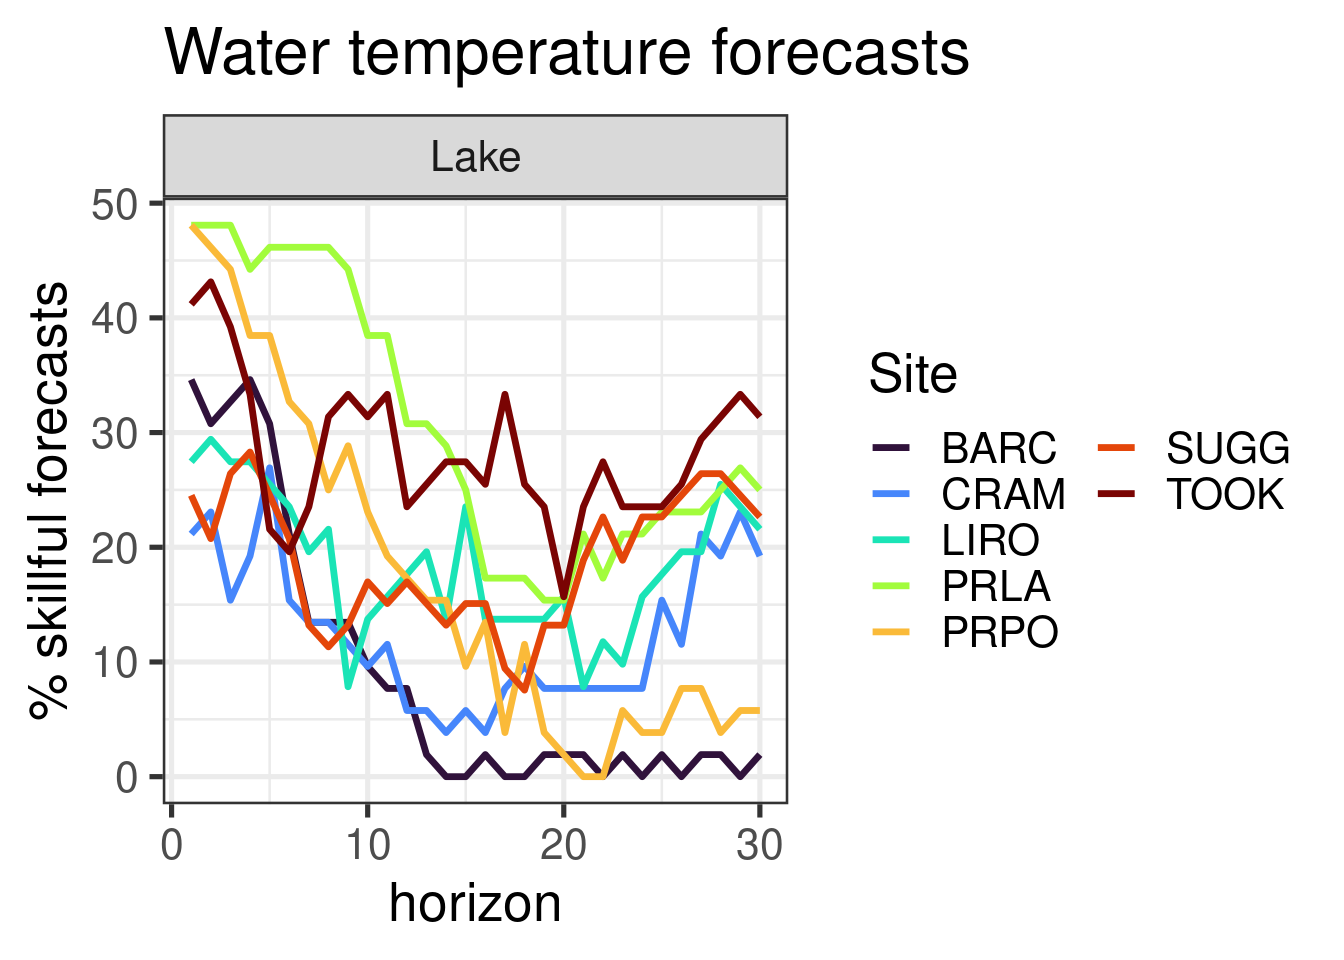 Water temperature forecasts
Lake
% skillful forecasts
50
40
30
20
10
0
0 10 20 30
horizon
Site
BARC SUGG
CRAM TOOK
LIRO
PRLA
PRPO